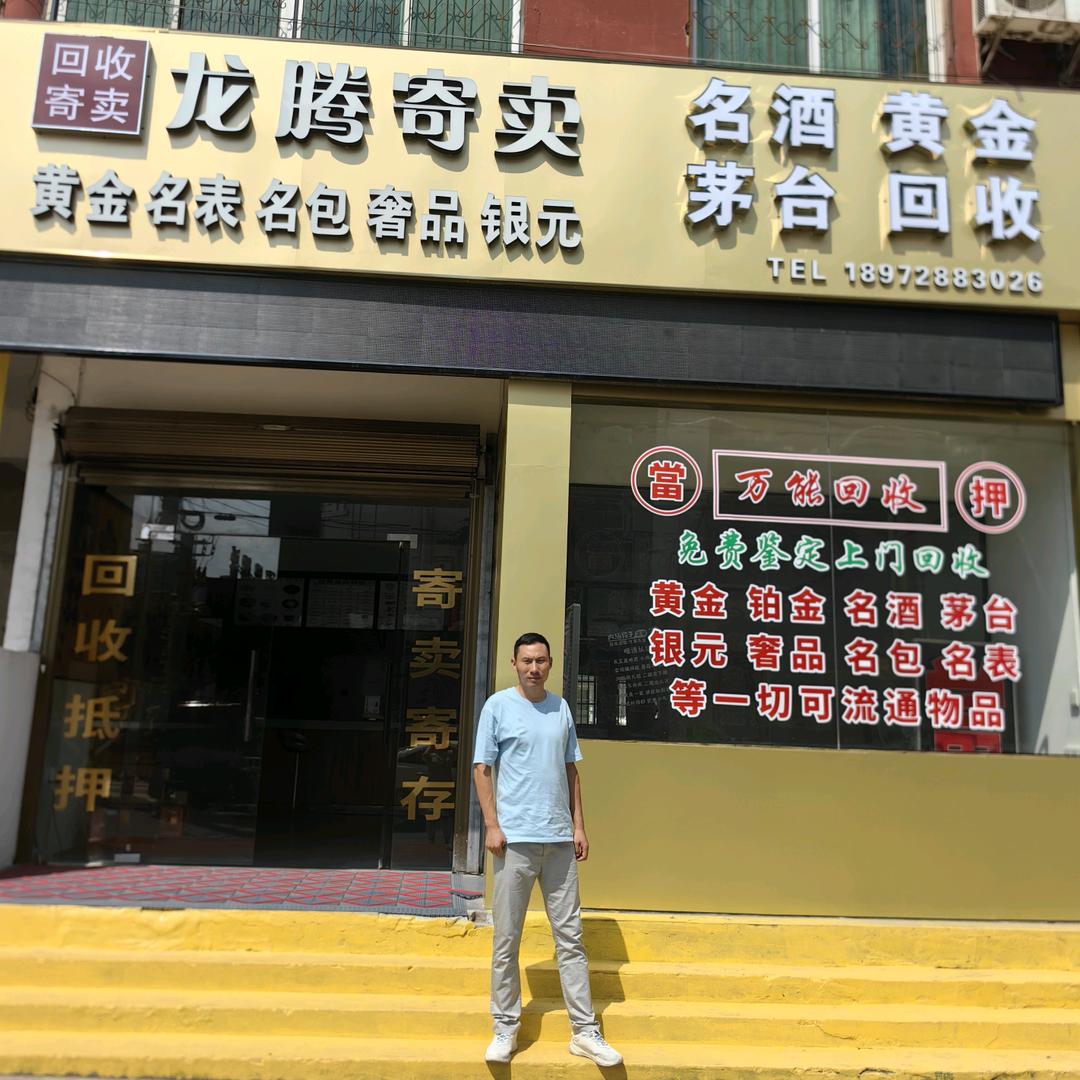 回收
寄卖
龙腾寄卖
黄金 名表 名包 奢品 银元
名酒 黄金
茅台 回收
TEL 18972883026
回收抵押
寄卖寄存
當 万能回收 押
免费鉴定上门回收
黄金 铂金 名酒 茅台
银元 奢品 名包 名表
等一切可流通物品